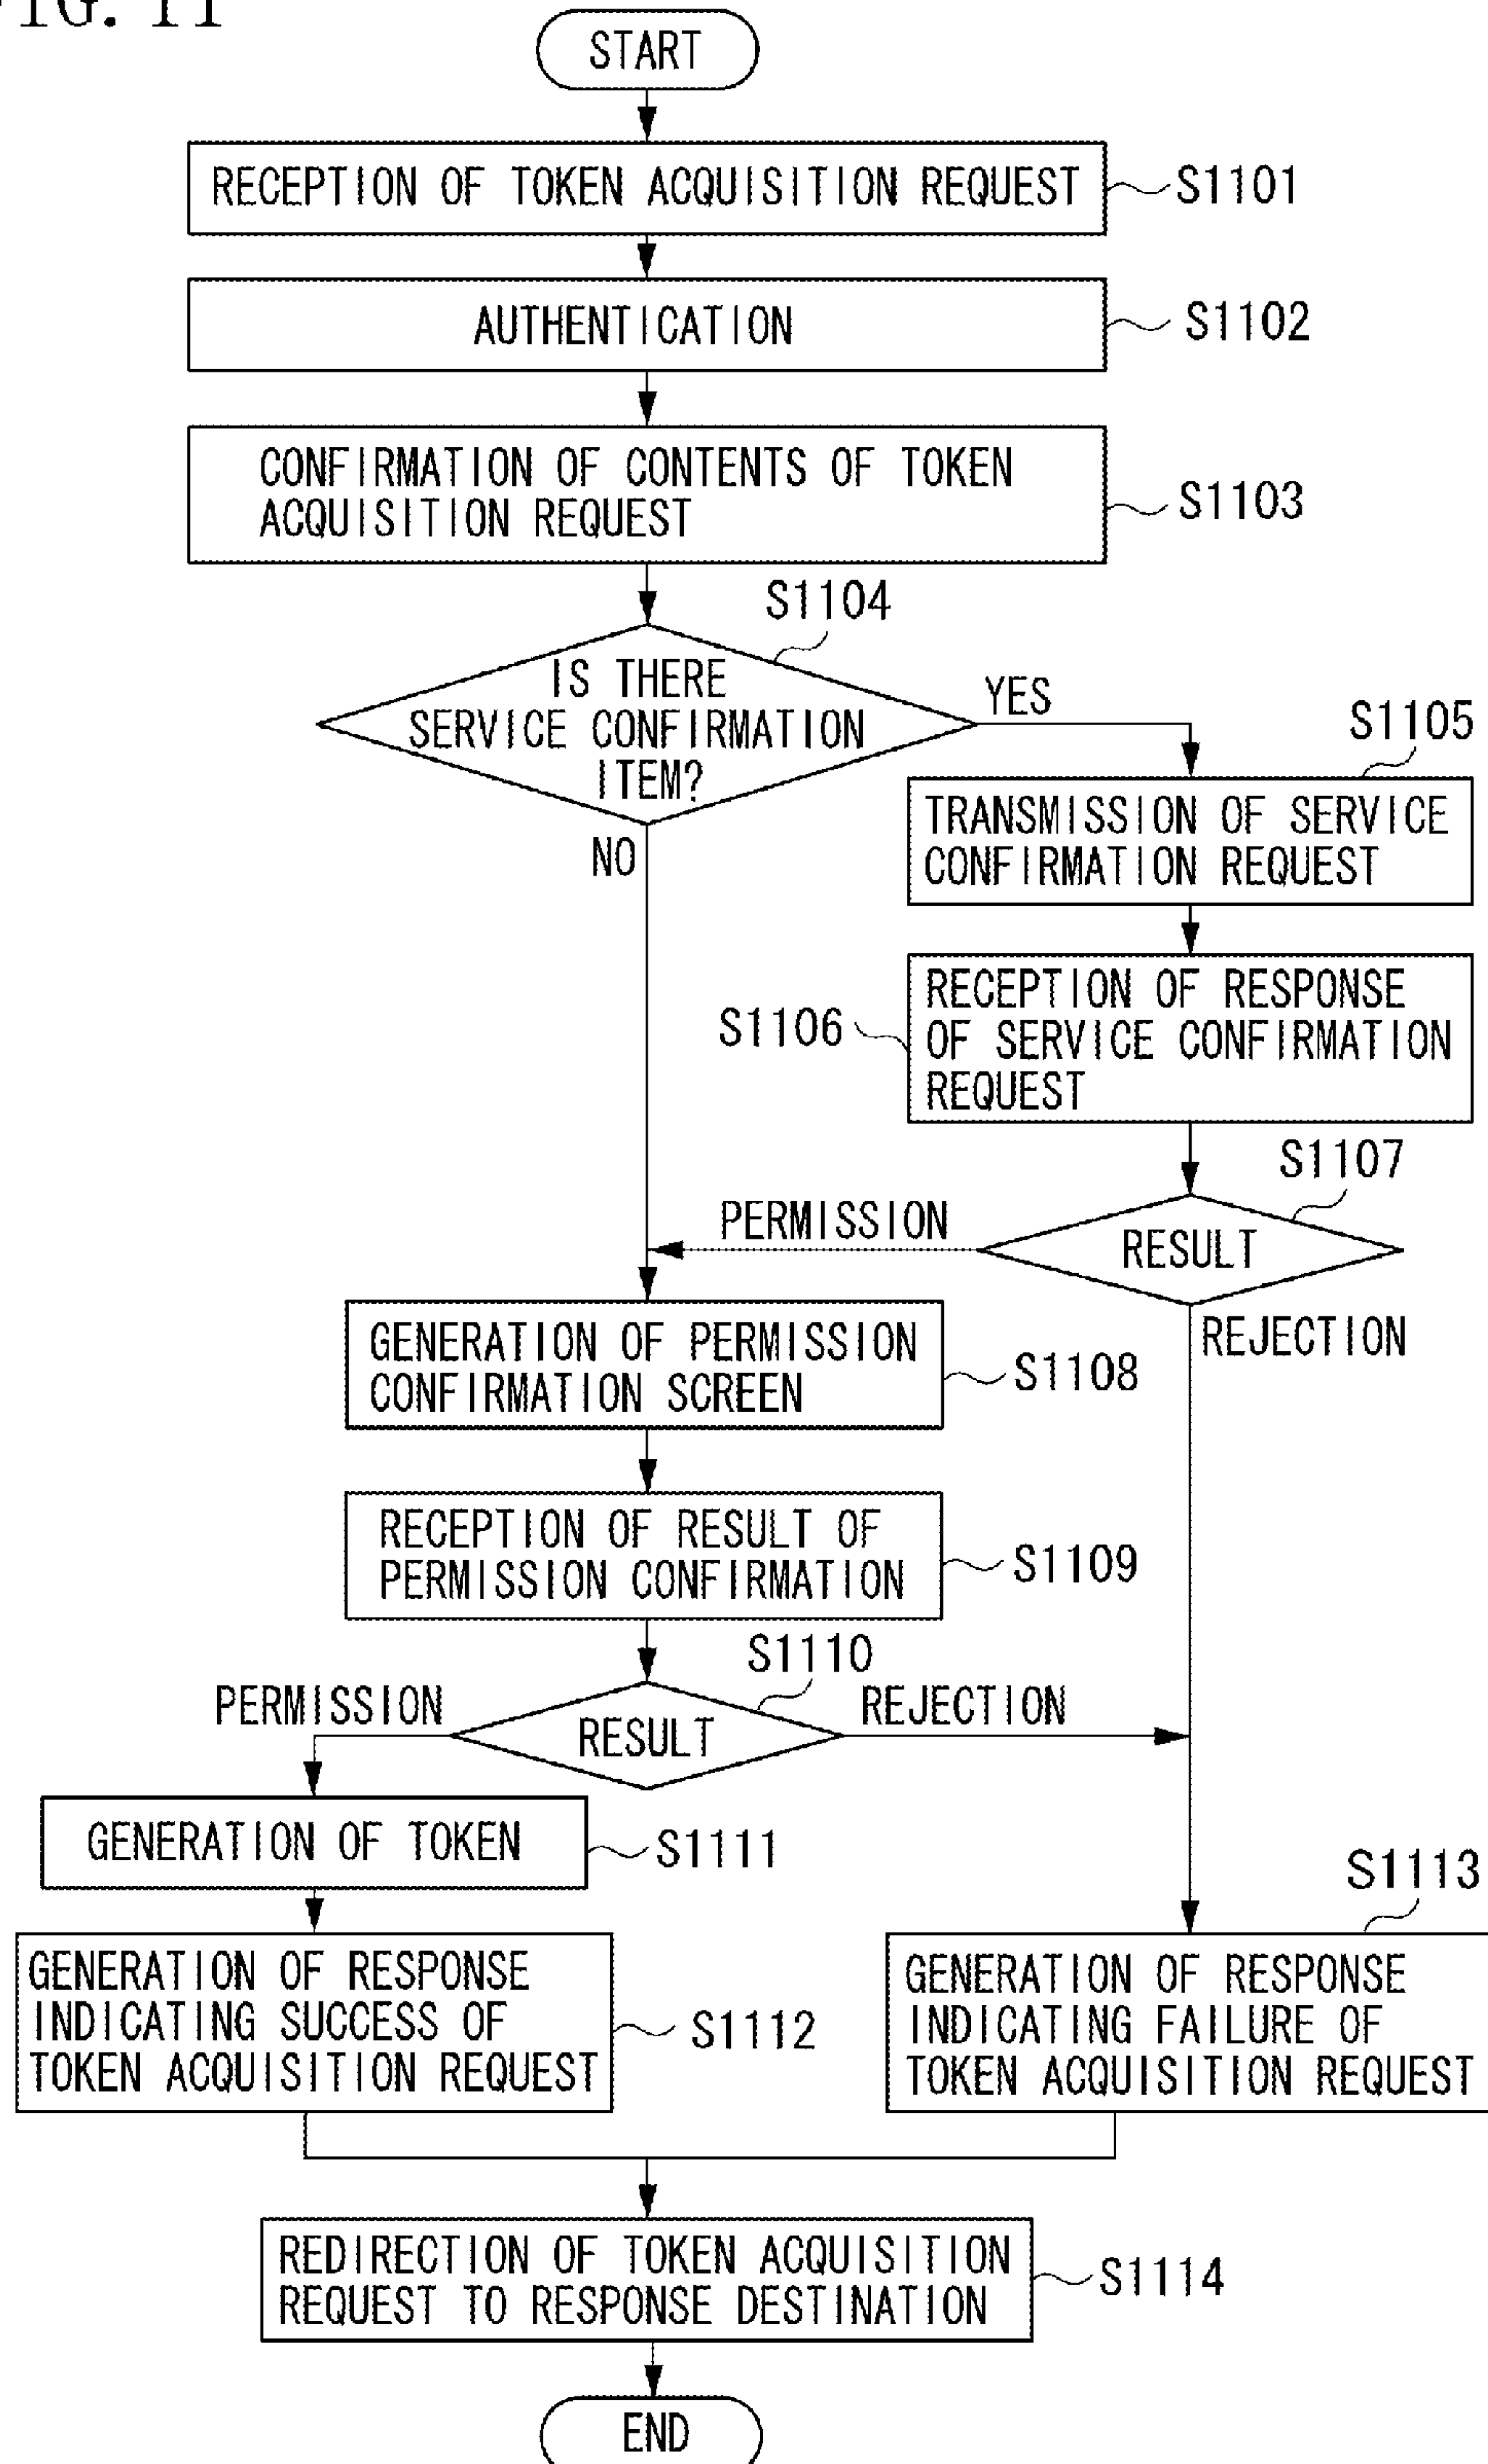 FIG. 11
START
RECEPTION OF TOKEN ACQUISITION REQUEST
S1101
AUTHENTICATION
S1102
CONFIRMATION OF CONTENTS OF TOKEN
ACQUISITION REQUEST
S1103
S1104
IS THERE
SERVICE CONFIRMATION
ITEM?
YES
NO
S1105
TRANSMISSION OF SERVICE
CONFIRMATION REQUEST
S1106
RECEPTION OF RESPONSE
OF SERVICE CONFIRMATION
REQUEST
S1107
PERMISSION
RESULT
REJECTION
GENERATION OF PERMISSION
CONFIRMATION SCREEN
S1108
RECEPTION OF RESULT OF
PERMISSION CONFIRMATION
S1109
S1110
PERMISSION
RESULT
REJECTION
GENERATION OF TOKEN
S1111
S1113
GENERATION OF RESPONSE
INDICATING SUCCESS OF
TOKEN ACQUISITION REQUEST
S1112
GENERATION OF RESPONSE
INDICATING FAILURE OF
TOKEN ACQUISITION REQUEST
REDIRECTION OF TOKEN ACQUISITION
REQUEST TO RESPONSE DESTINATION
S1114
END